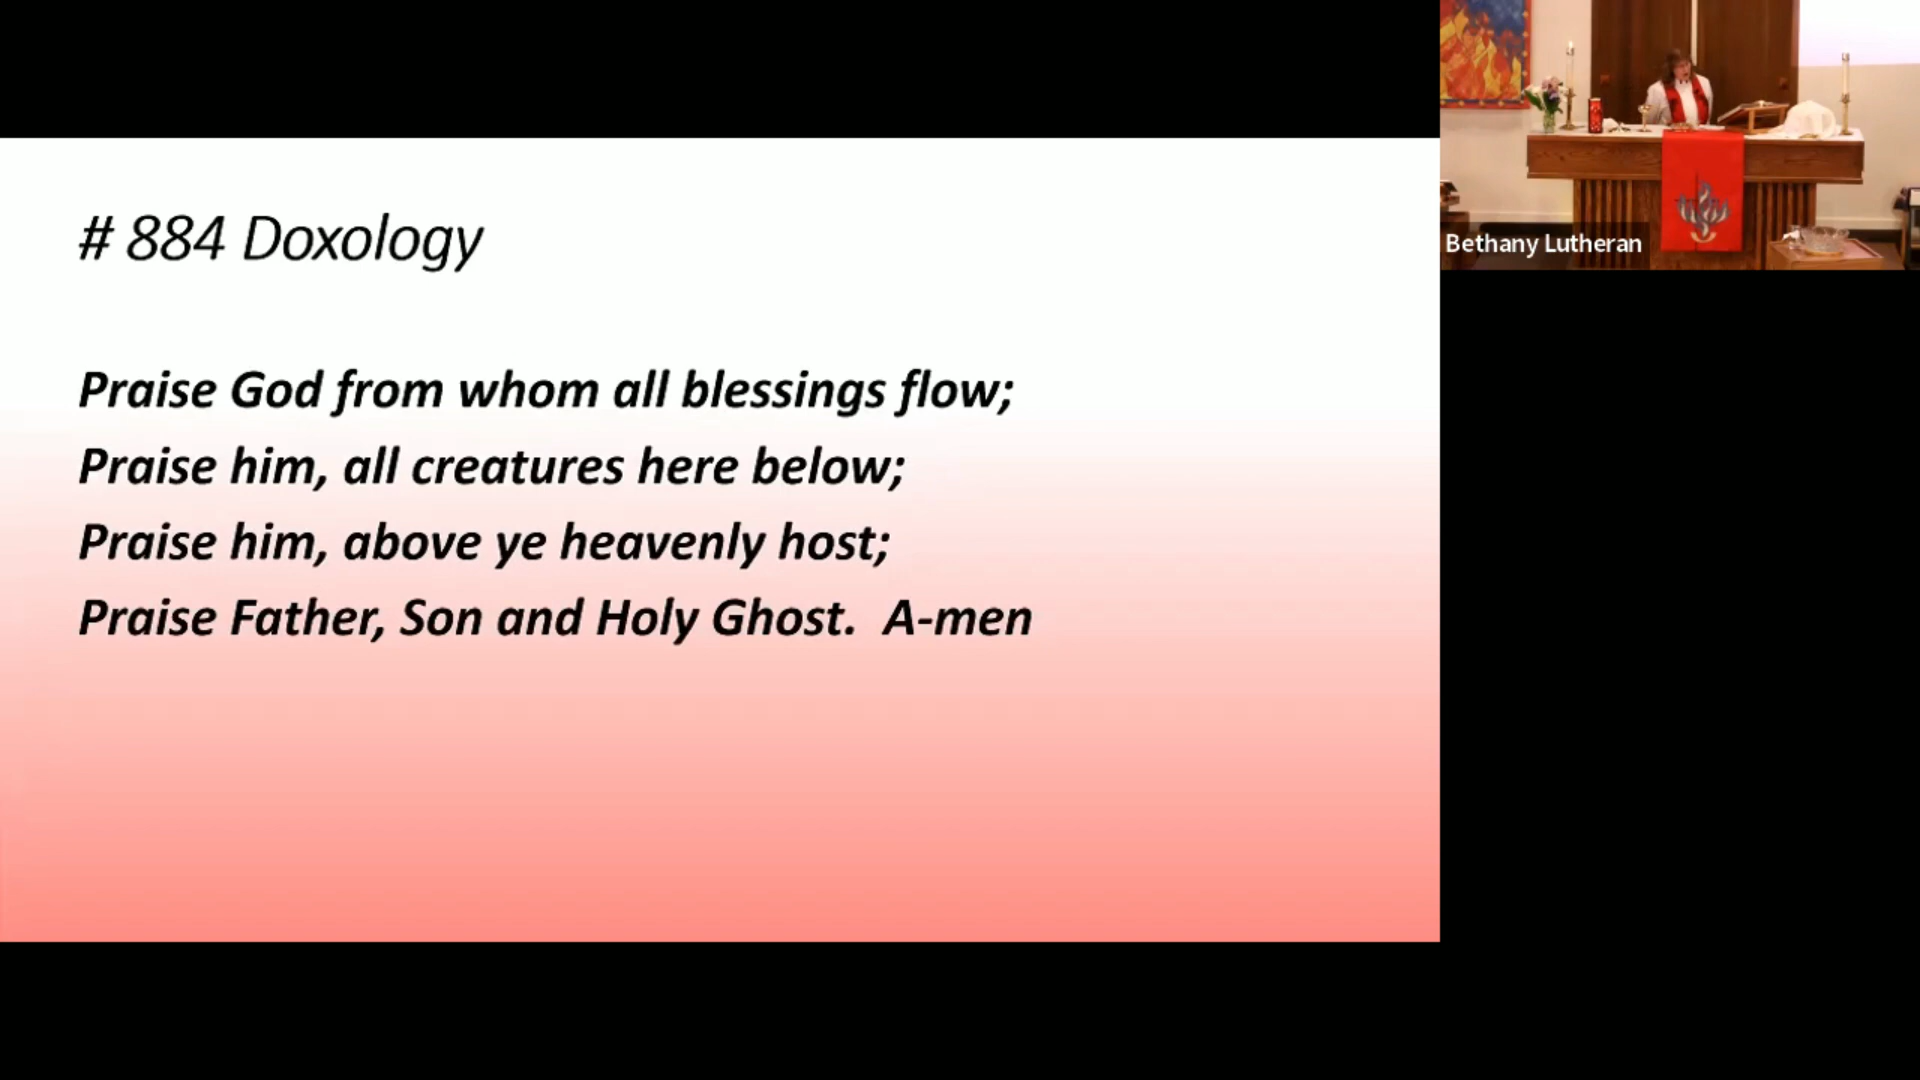 # 884 Doxology
Praise God from whom all blessings flow;
Praise him, all creatures here below;
Praise him, above ye heavenly host;
Praise Father, Son and Holy Ghost.  A-men
Bethany Lutheran